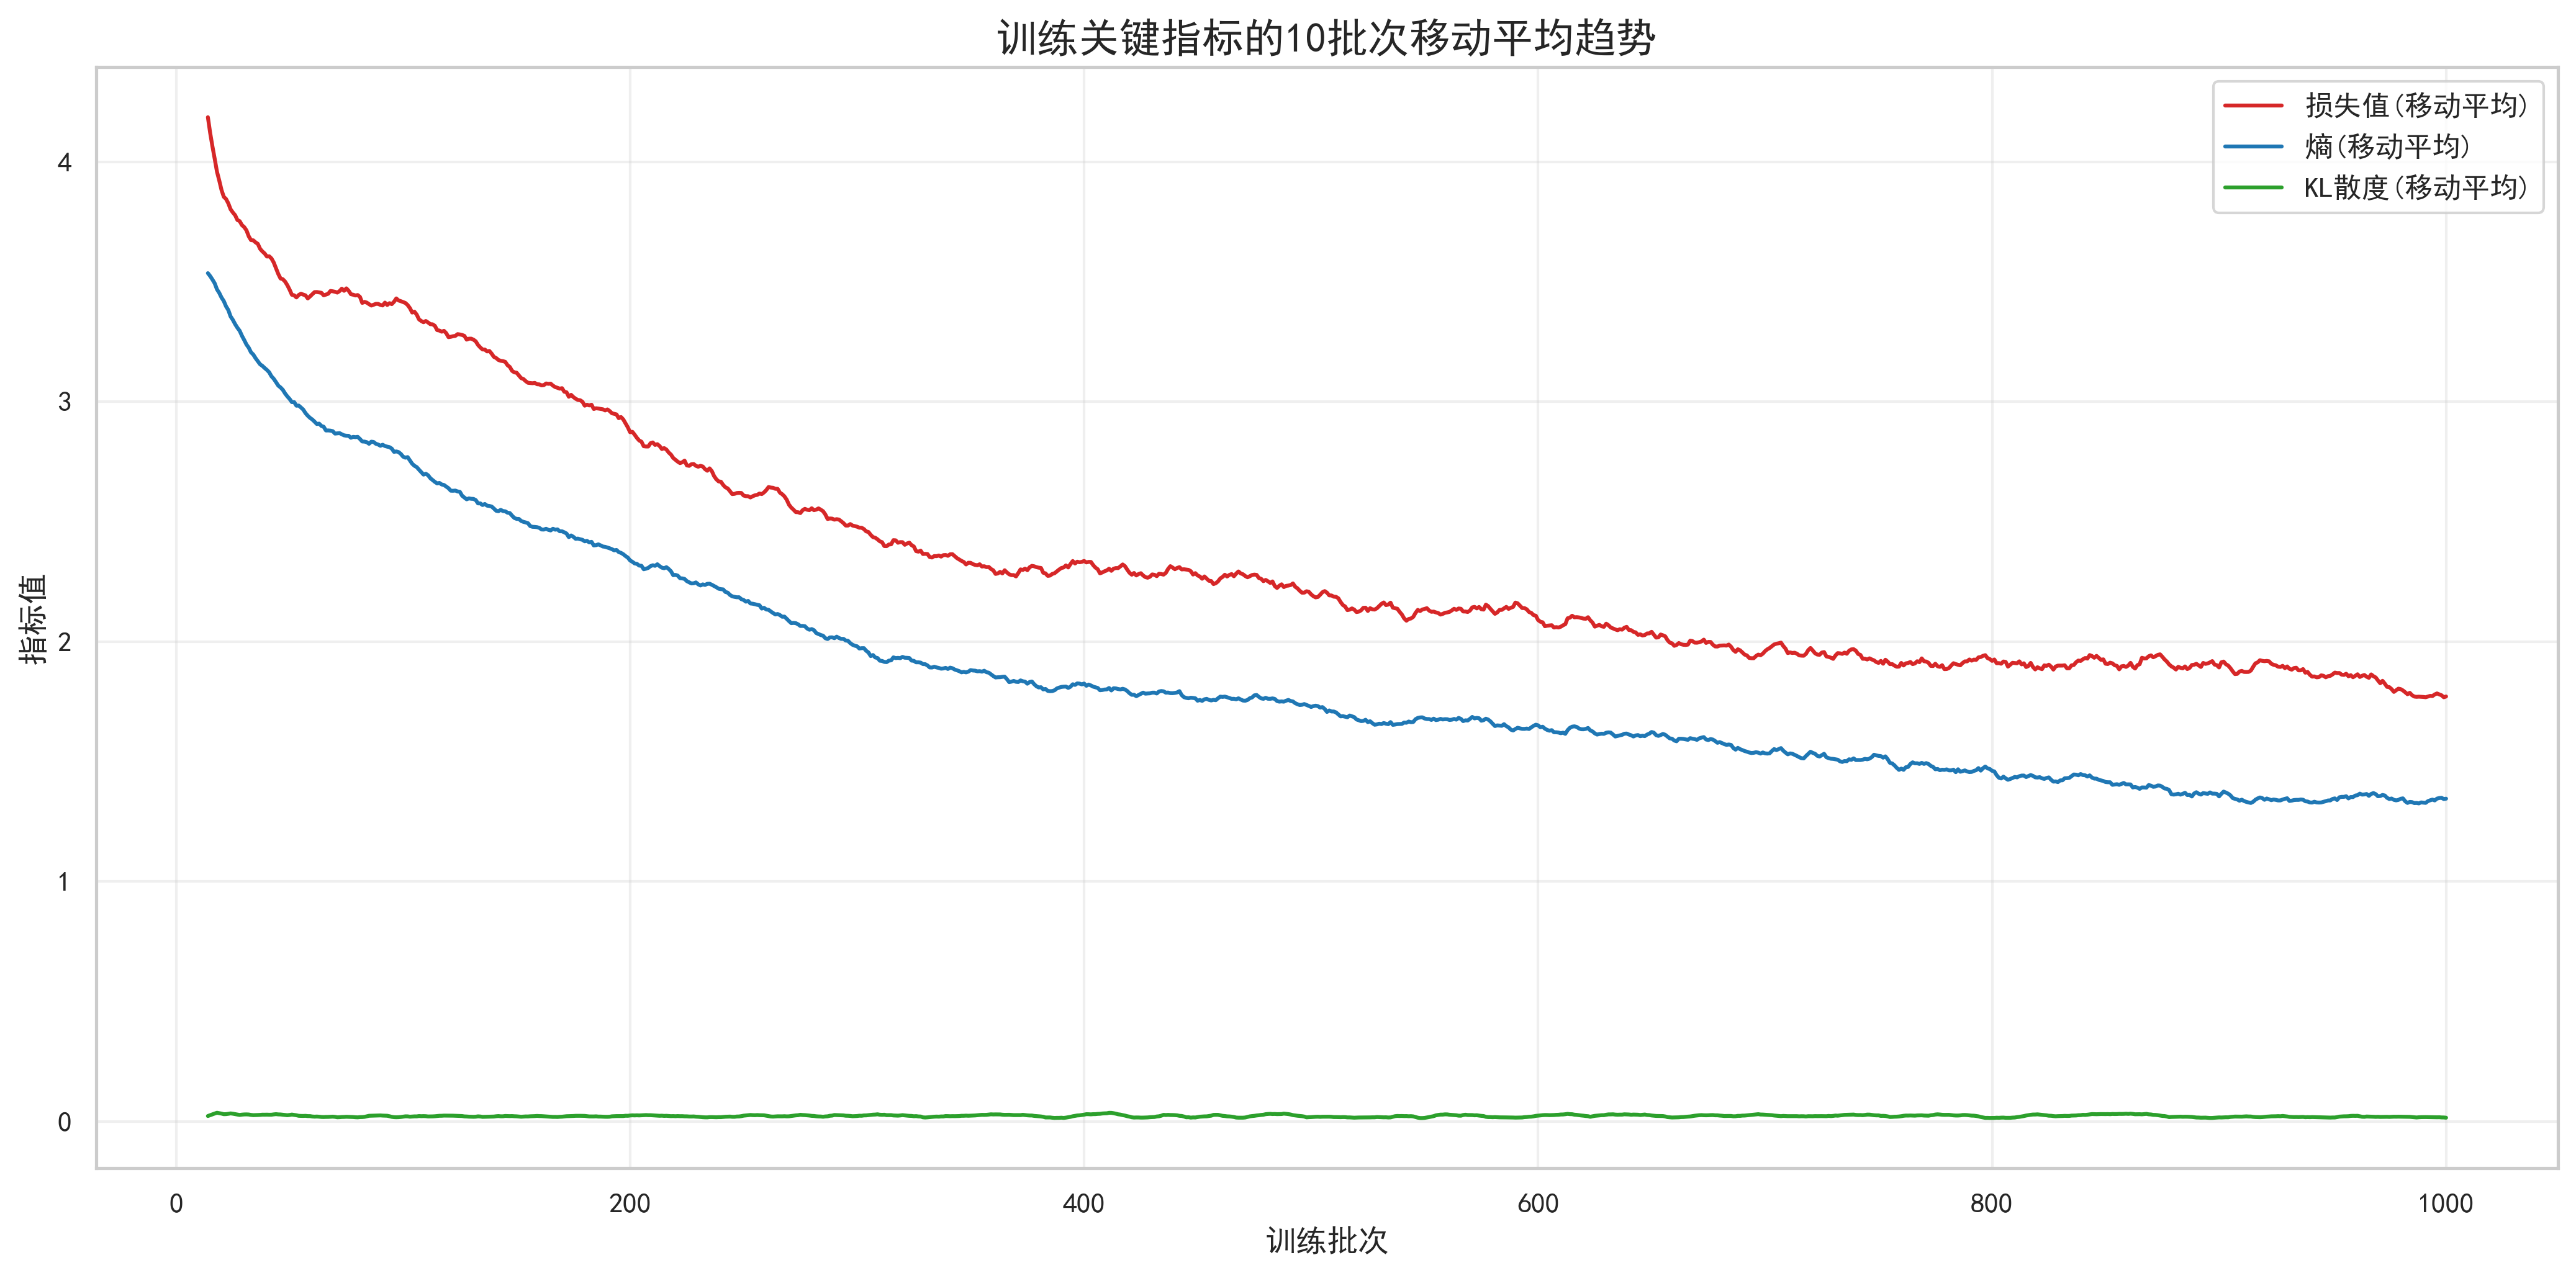 训练关键指标的10批次移动平均趋势
损失值(移动平均)
熵(移动平均)
KL散度(移动平均)
指标值
4
3
2
1
0
0
200
400
600
800
1000
训练批次